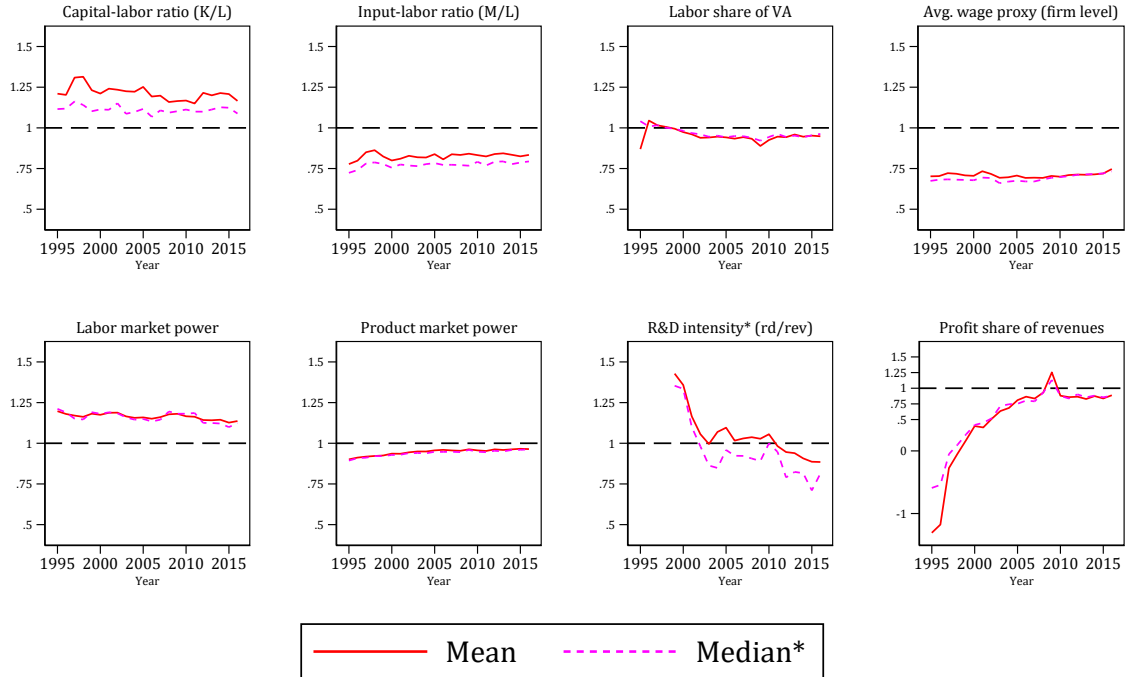 Capital-labor ratio (K/L)
1.5
1.25
1
.75
.5
1995 2000 2005 2010 2015
Year
Input-labor ratio (M/L)
1.5
1.25
1
.75
.5
1995 2000 2005 2010 2015
Year
Labor share of VA
1.5
1.25
1
.75
.5
1995 2000 2005 2010 2015
Year
Avg. wage proxy (firm level)
1.5
1.25
1
.75
.5
1995 2000 2005 2010 2015
Year
Labor market power
1.5
1.25
1
.75
.5
1995 2000 2005 2010 2015
Year
Product market power
1.5
1.25
1
.75
.5
1995 2000 2005 2010 2015
Year
R&D intensity* (rd/rev)
1.5
1.25
1
.75
.5
1995 2000 2005 2010 2015
Year
Profit share of revenues
1.5
1.25
1
.75
.5
0
-1
1995 2000 2005 2010 2015
Year
Mean Median*